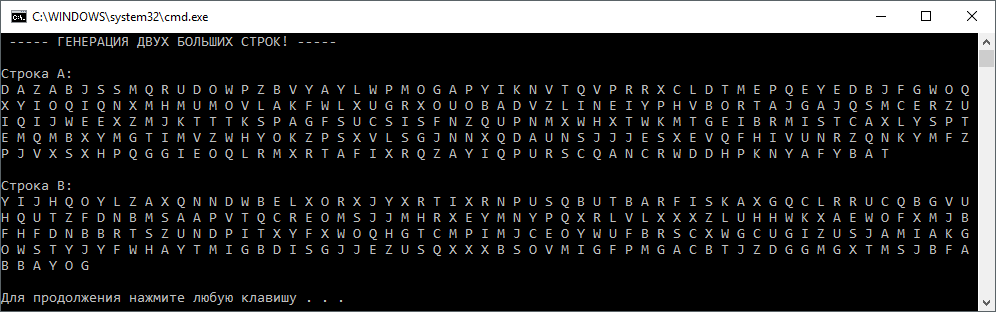 C:\WINDOWS\system32\cmd.exe
----- ГЕНЕРАЦИЯ ДВУХ БОЛЬШИХ СТРОК! -----
Строка А:
D A Z A B J S S M Q R U D O W P Z B V Y A Y L W P M O G A P Y I K N V T Q V P R R X C L D T M E P Q E Y E D B J F G W O Q
X Y I O Q I Q N X M H M U M O V L A K F W L X U G R X O U O B A D V Z L I N E I Y P H V B O R T A J G A J Q S M C E R Z U
I Q I J W E E X Z M J K T T T K S P A G F S U C S I S F N Z Q U P N M X W H X T W K M T G E I B R M I S T C A X L Y S P T
E M Q M B X Y M G T I M V Z W H Y O K Z P S X V L S G J N N X Q D A U N S J J J E S X E V Q F H I V U N R Z Q N K Y M F Z
P J V X S X H P Q G G I E O Q L R M X R T A F I X R Q Z A Y I Q P U R S C Q A N C R W D D H P K N Y A F Y B A T
Строка В:
Y I J H Q O Y L Z A X Q N N D W B E L X O R X J Y X R T I X R N P U S Q B U T B A R F I S K A X G Q C L R R U C Q B G V U
H Q U T Z F D N B M S A A P V T Q C R E O M S J J M H R X E Y M N Y P Q X R L V L X X X Z L U H H W K X A E W O F X M J B
F H F D N B B R T S Z U N D P I T X Y F X W O Q H G T C M P I M J C E O Y W U F B R S C X W G C U G I Z U S J A M I A K G
O W S T Y J Y F W H A Y T M I G B D I S G J J E Z U S Q X X X B S O V M I G F P M G A C B T J Z D G G M G X T M S J B F A
B B A Y O G
Для продолжения нажмите любую клавишу . . .